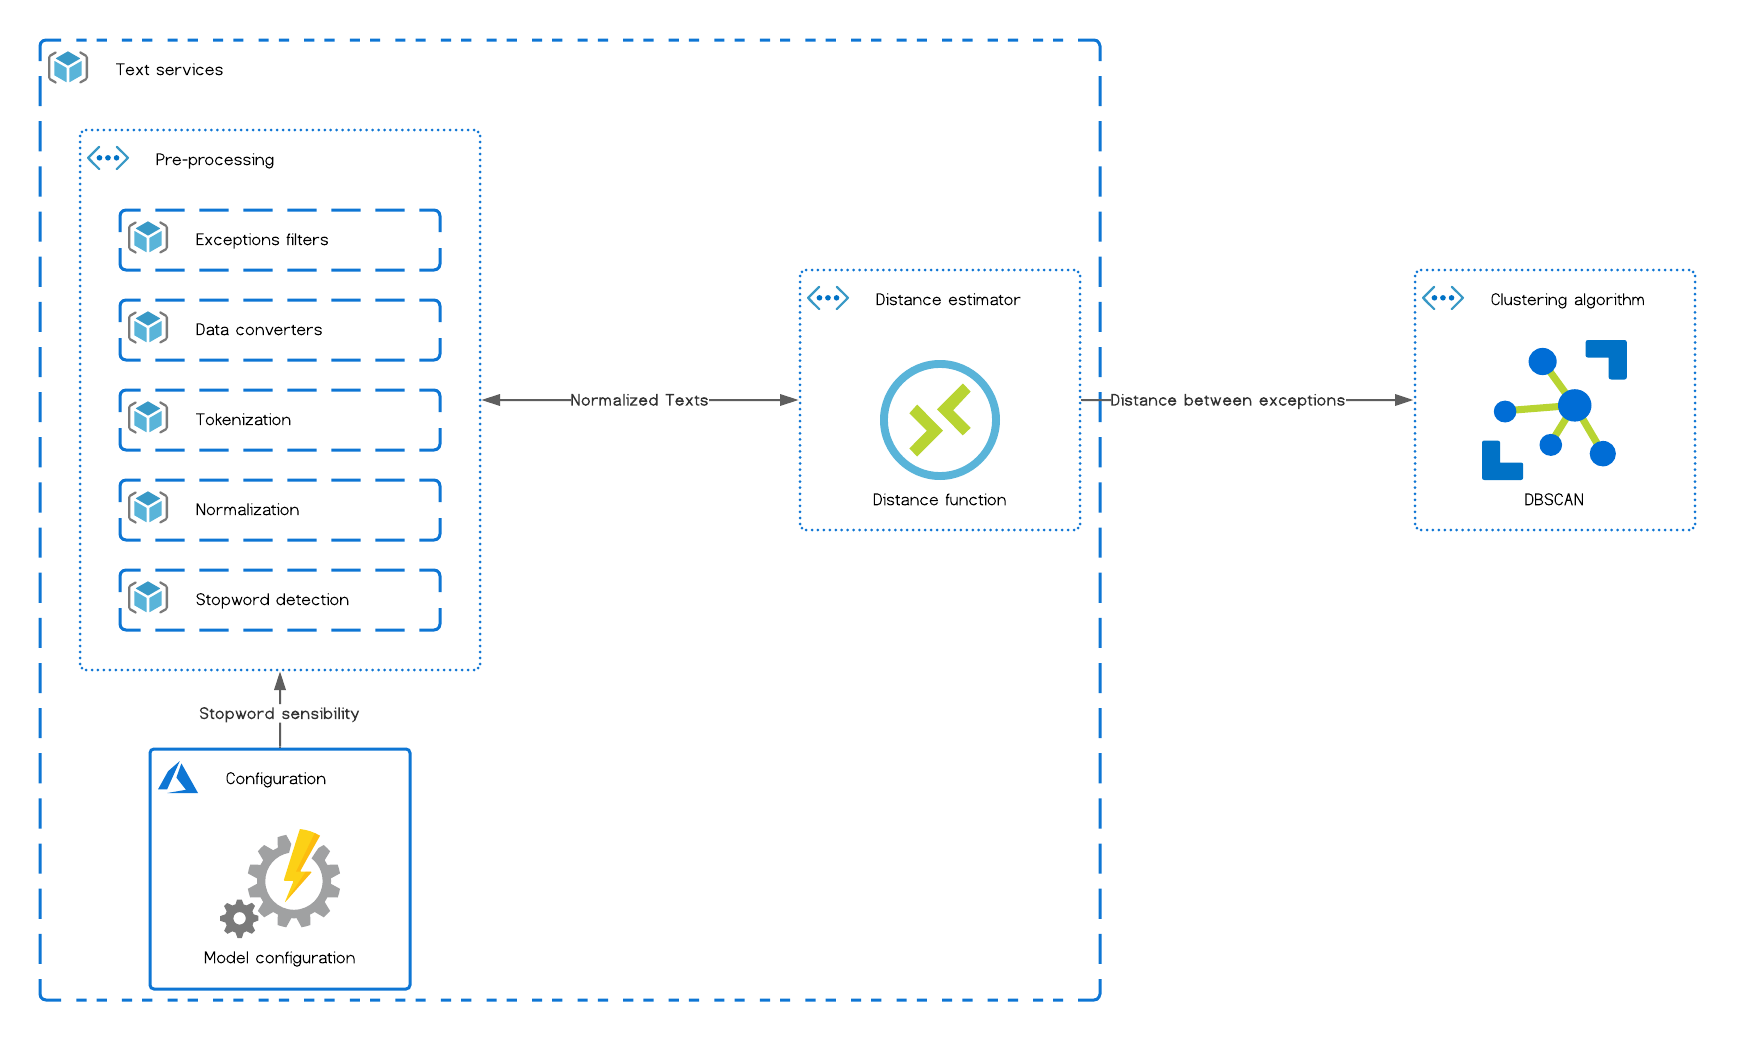 Text services
Pre-processing
Exceptions filters
Data converters
Tokenization
Normalization
Stopword detection
Stopword sensibility
Configuration
Model configuration
Normalized Texts
Distance estimator
Distance function
Distance between exceptions
Clustering algorithm
DBSCAN